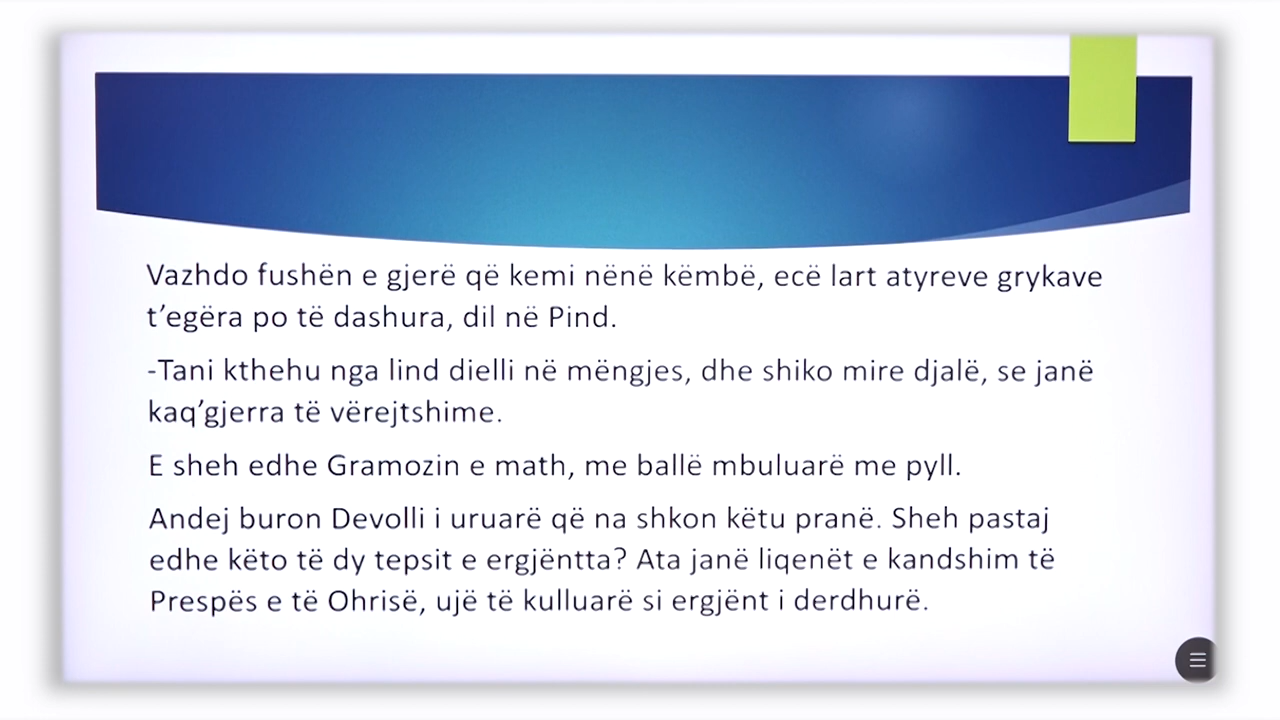 Vazhdo fushën e gjerë që kemi nënë këmbë, ecë lart atyreve grykave
t’egëra po të dashura, dil në Pind.
-Tani kthehu nga lind dielli në mëngjes, dhe shiko mire djalë, se janë
kaq’gjerra të vërejtshime.
E sheh edhe Gramozin e math, me ballë mbuluarë me pyll.
Andej buron Devolli i uruarë që na shkon këtu pranë. Sheh pastaj
edhe këto të dy tepsit e ergjëntta? Ata janë liqenët e kandshim të
Prespës e të Ohrisë, ujë të kulluarë si ergjënt i derdhurë.